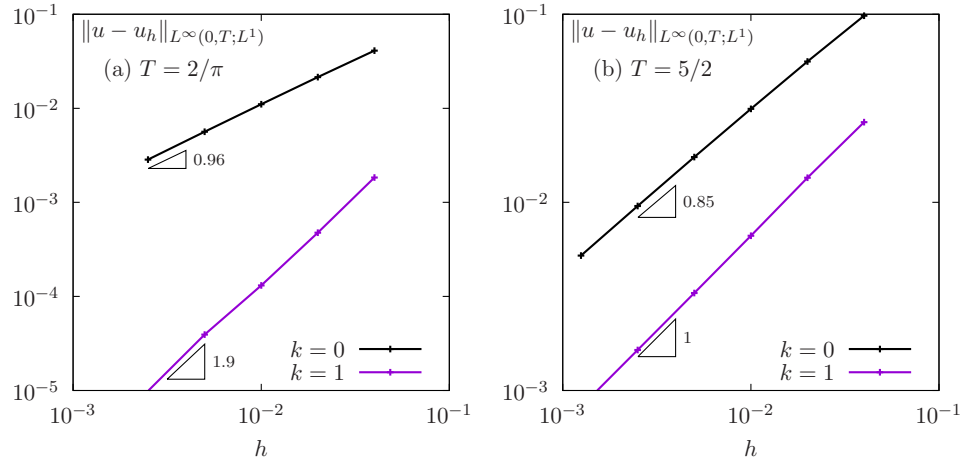 ‖u − u_h‖_{L^∞(0,T;L^1)}
(a) T = 2/π
10^{-1}
10^{-2}
10^{-3}
10^{-4}
10^{-5}
0.96
1.9
k = 0
k = 1
10^{-3} 10^{-2} 10^{-1}
h
‖u − u_h‖_{L^∞(0,T;L^1)}
(b) T = 5/2
10^{-1}
10^{-2}
10^{-3}
0.85
1
k = 0
k = 1
10^{-3} 10^{-2} 10^{-1}
h